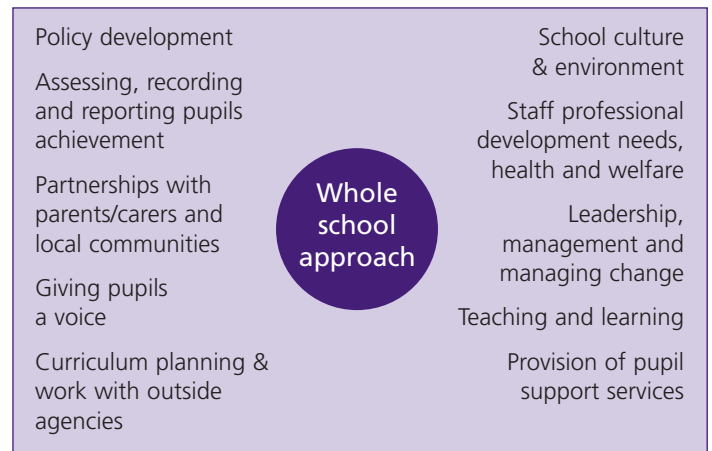 Policy development
Assessing, recording
and reporting pupils
achievement
Partnerships with
parents/carers and
local communities
Giving pupils
a voice
Curriculum planning &
work with outside
agencies
Whole
school
approach
School culture
& environment
Staff professional
development needs,
health and welfare
Leadership,
management and
managing change
Teaching and learning
Provision of pupil
support services